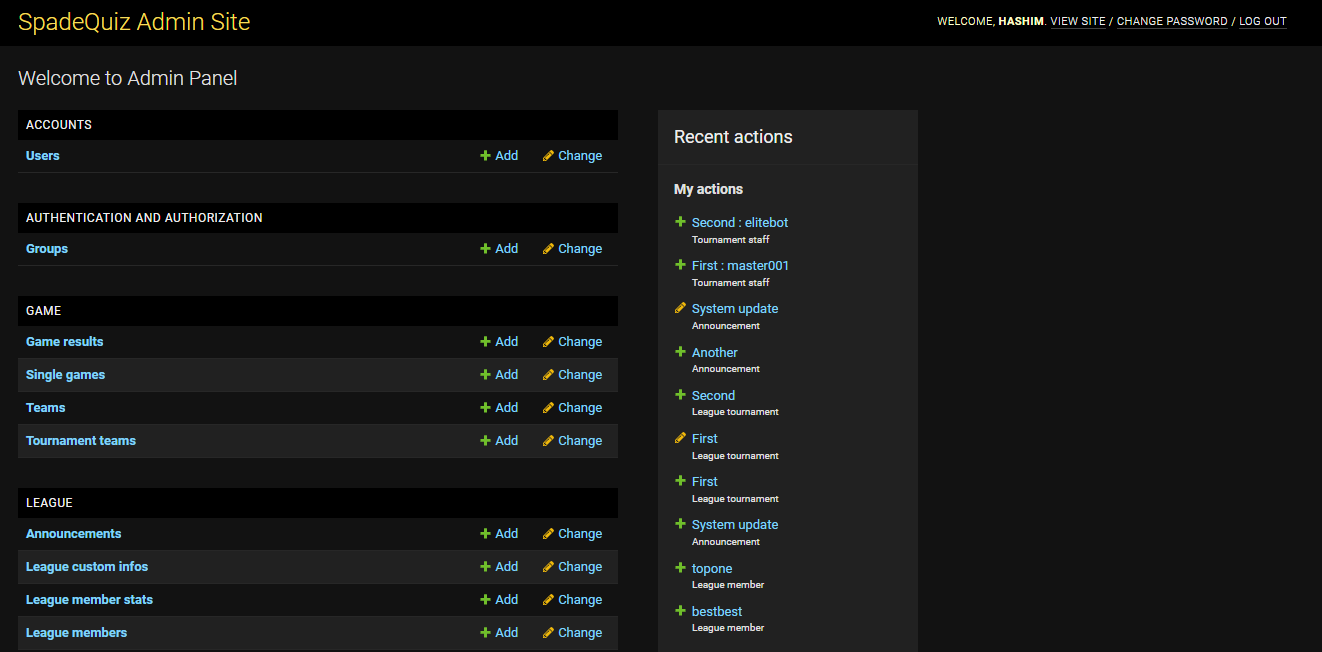 SpadeQuiz Admin Site
WELCOME, HASHIM. VIEW SITE / CHANGE PASSWORD / LOG OUT
Welcome to Admin Panel
ACCOUNTS
Users Add Change
AUTHENTICATION AND AUTHORIZATION
Groups Add Change
GAME
Game results Add Change
Single games Add Change
Teams Add Change
Tournament teams Add Change
LEAGUE
Announcements Add Change
League custom infos Add Change
League member stats Add Change
League members Add Change
Recent actions
My actions
Second : elitebot
Tournament staff
First : master001
Tournament staff
System update
Announcement
Another
Announcement
Second
League tournament
First
League tournament
First
League tournament
System update
Announcement
topone
League member
bestbest
League member